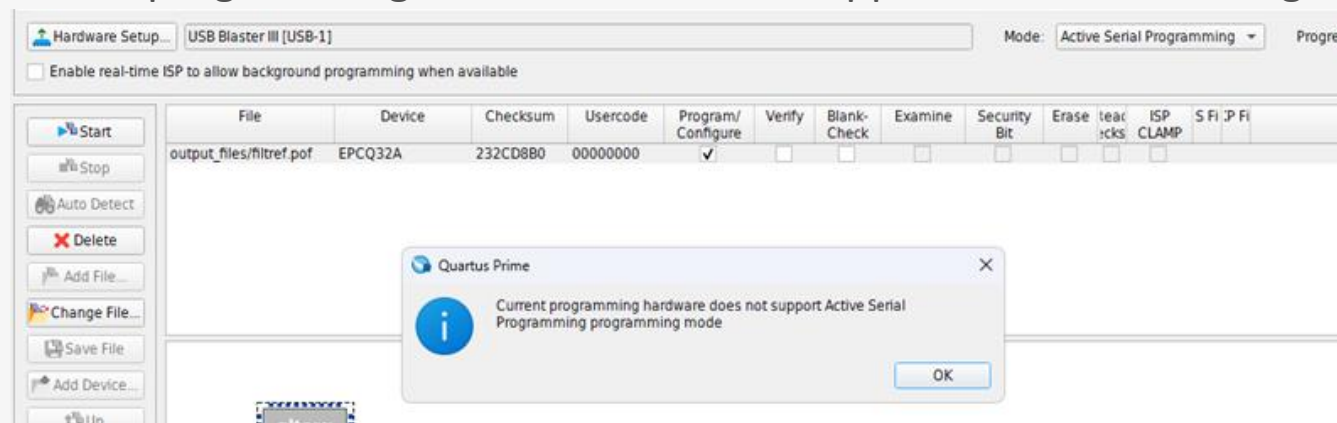 Hardware Setup... USB Blaster III [USB-1] Mode: Active Serial Programming Progre
Enable real-time ISP to allow background programming when available
File Device Checksum Usercode Program/ Configure Verify Blank- Check Examine Security Bit Erase ISP CLAMP
Start
output_files/filtref.pof EPCQ32A 232CD8B0 00000000
Stop
Auto Detect
Delete
Add File...
Change File...
Save File
Add Device...
Up
Quartus Prime
Current programming hardware does not support Active Serial
Programming programming mode
OK